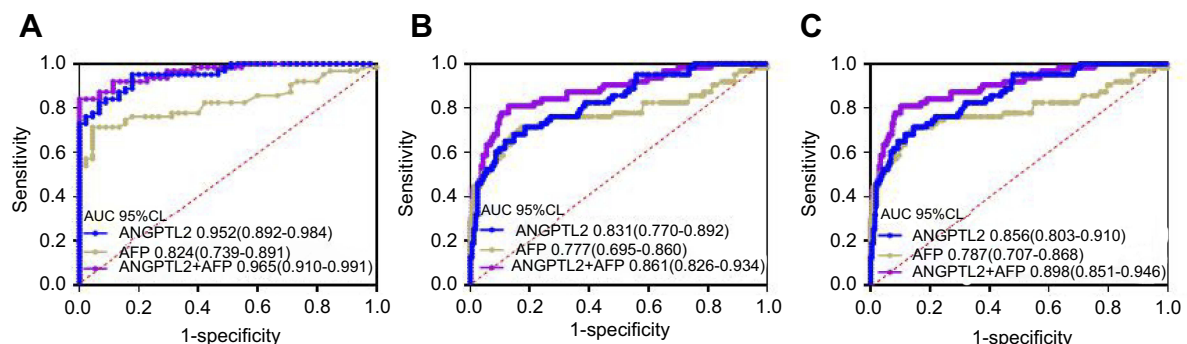 A
Sensitivity
1.0
0.8
0.6
0.4
0.2
0.0
AUC 95%CL
ANGPTL2 0.952(0.892-0.984)
AFP 0.824(0.739-0.891)
ANGPTL2+AFP 0.965(0.910-0.991)
0.0 0.2 0.4 0.6 0.8 1.0
1-specificity
B
Sensitivity
1.0
0.8
0.6
0.4
0.2
0.0
AUC 95%CL
ANGPTL2 0.831(0.770-0.892)
AFP 0.777(0.695-0.860)
ANGPTL2+AFP 0.861(0.826-0.934)
0.0 0.2 0.4 0.6 0.8 1.0
1-specificity
C
Sensitivity
1.0
0.8
0.6
0.4
0.2
0.0
AUC 95%CL
ANGPTL2 0.856(0.803-0.910)
AFP 0.787(0.707-0.868)
ANGPTL2+AFP 0.898(0.851-0.946)
0.0 0.2 0.4 0.6 0.8 1.0
1-specificity